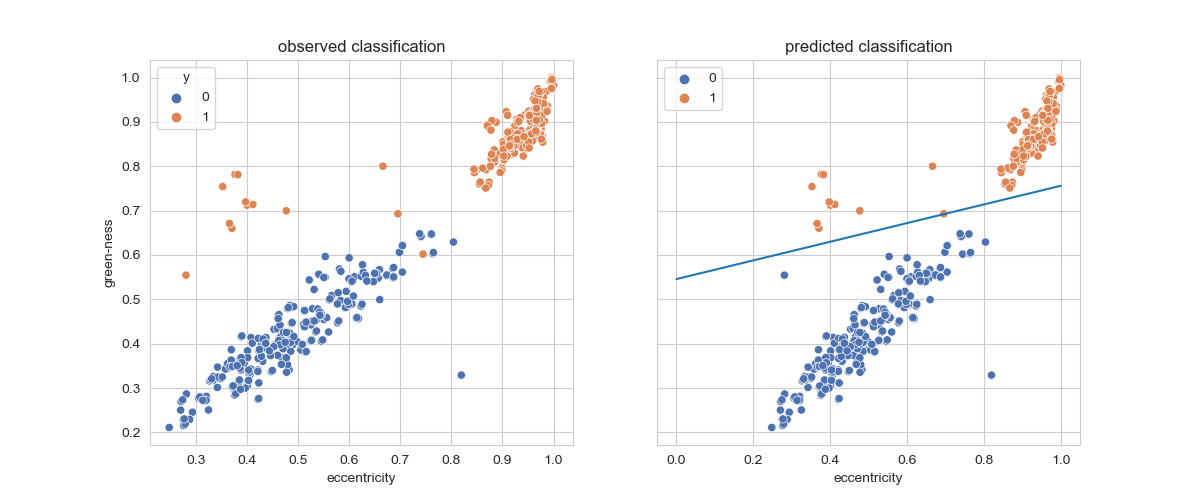 observed classification
y
0
1
1.0
0.9
0.8
0.7
0.6
0.5
0.4
0.3
0.2
green-ness
0.3 0.4 0.5 0.6 0.7 0.8 0.9 1.0
eccentricity
predicted classification
0
1
0.0 0.2 0.4 0.6 0.8 1.0
eccentricity